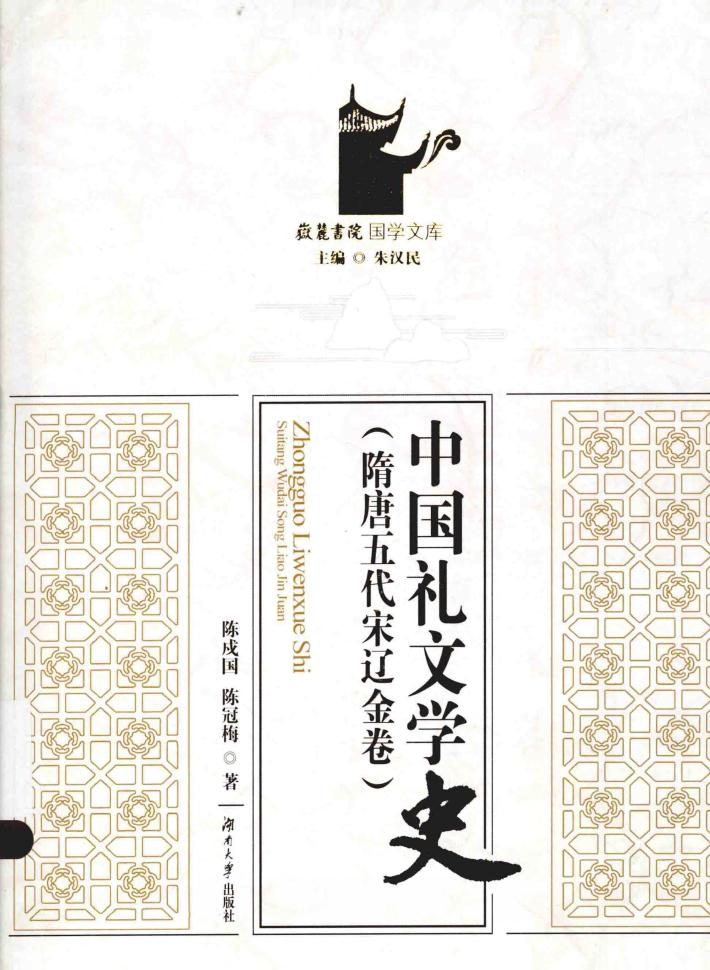 嶽麓書院 国学文库
主编 ◎ 朱汉民
中国礼文学史
(隋唐五代宋辽金卷)
Zhongguo Liwenxue Shi
Suitang Wudai Song Liao Jin Juan
陈戍国 陈冠梅 ◎ 著
湖南大学出版社